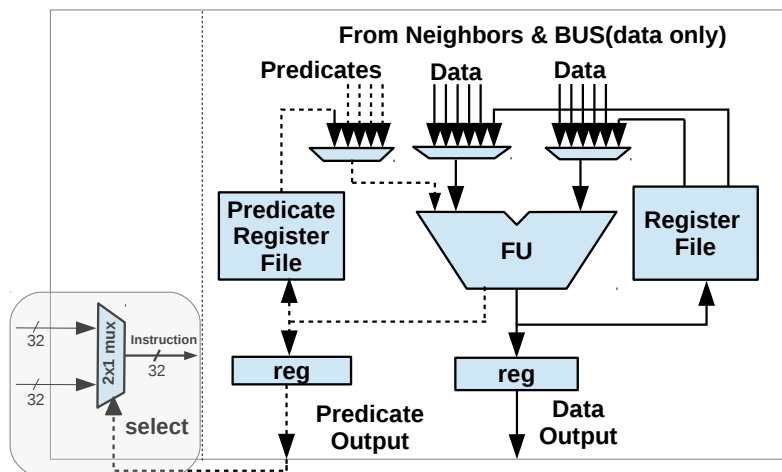 From Neighbors & BUS(data only)
Predicates
Data
Data
Predicate
Register
File
FU
Register
File
2x1 mux
Instruction
32
32
32
select
reg
reg
Predicate
Output
Data
Output